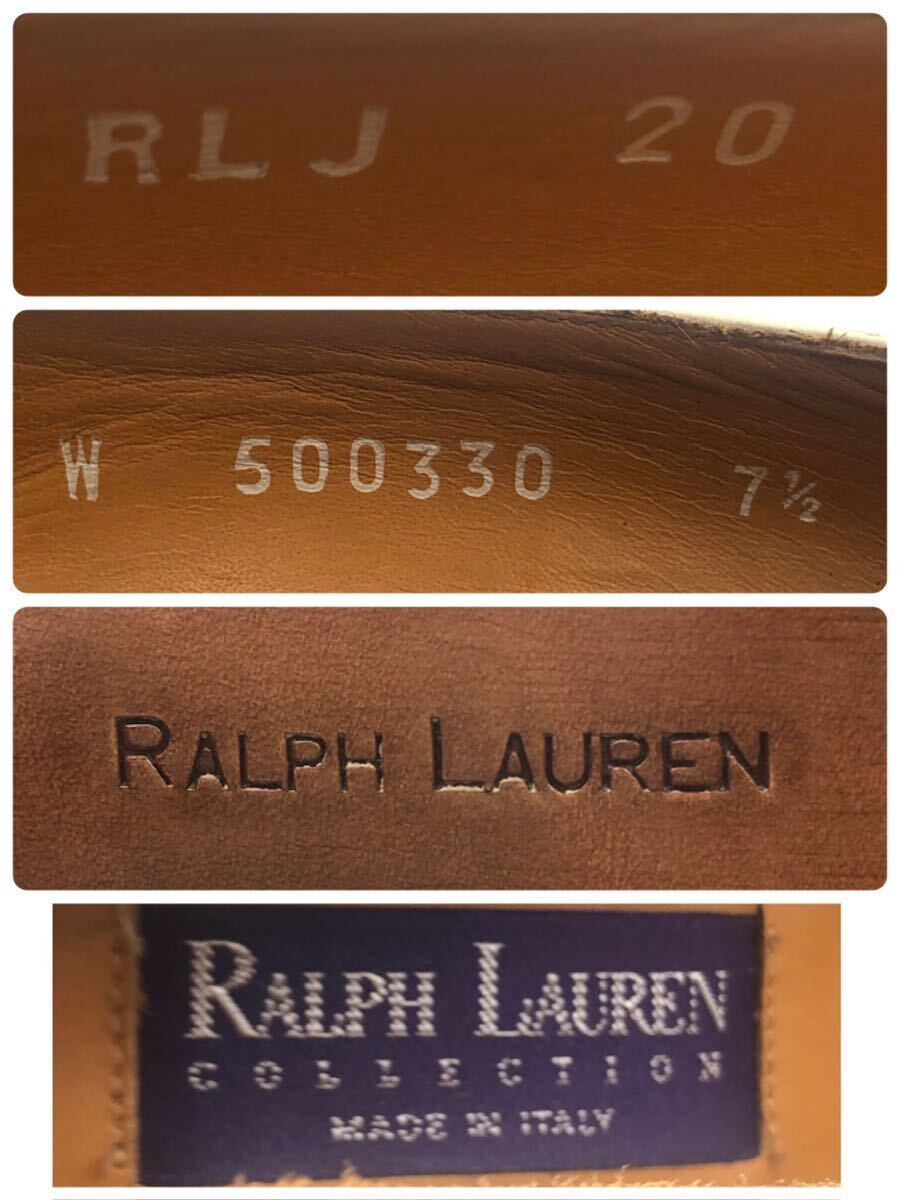 RLJ 20
W 500330 7½
RALPH LAUREN
RALPH LAUREN
COLLECTION
MADE IN ITALY